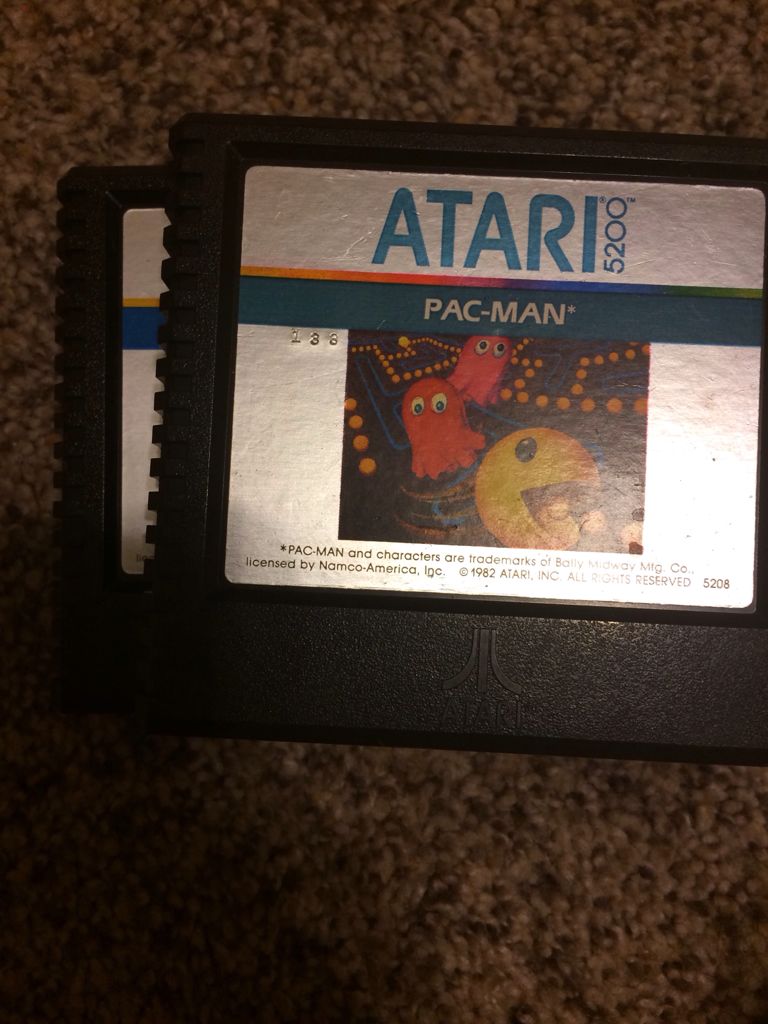 ATARI® 5200™
PAC-MAN*
138
*PAC-MAN and characters are trademarks of Bally Midway Mfg. Co.,
licensed by Namco-America, Inc. ©1982 ATARI, INC. ALL RIGHTS RESERVED 5208
ATARI